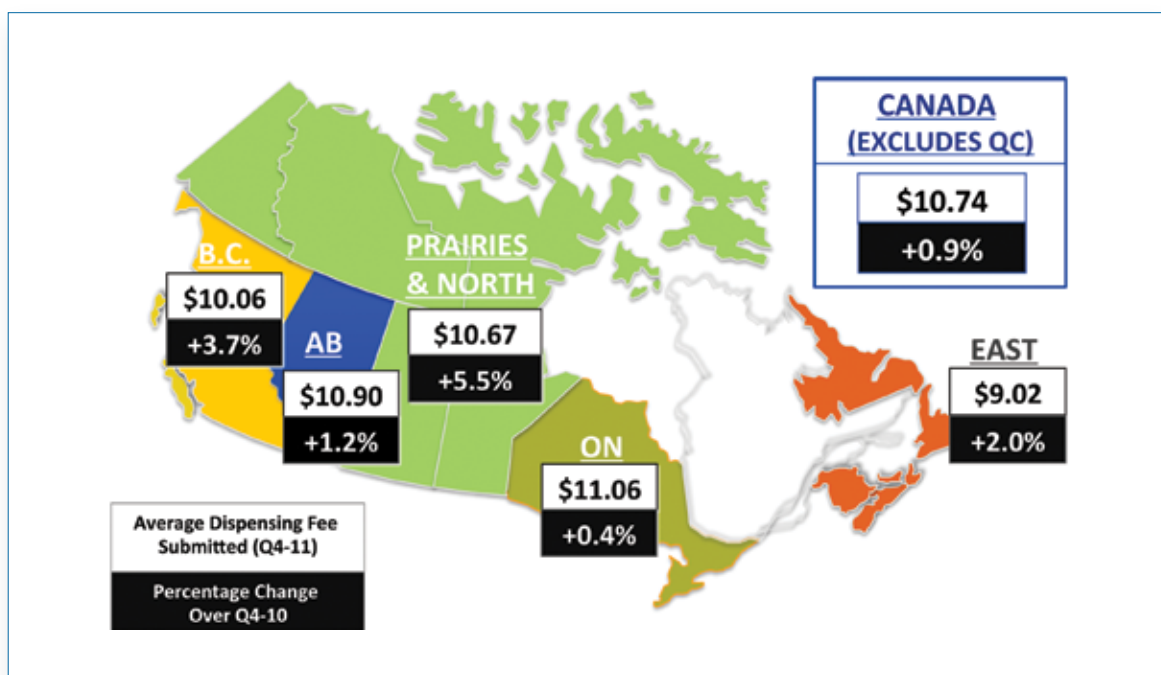 CANADA
(EXCLUDES QC)
$10.74
+0.9%
B.C.
$10.06
+3.7%
AB
$10.90
+1.2%
PRAIRIES
& NORTH
$10.67
+5.5%
ON
$11.06
+0.4%
EAST
$9.02
+2.0%
Average Dispensing Fee
Submitted (Q4-11)
Percentage Change
Over Q4-10